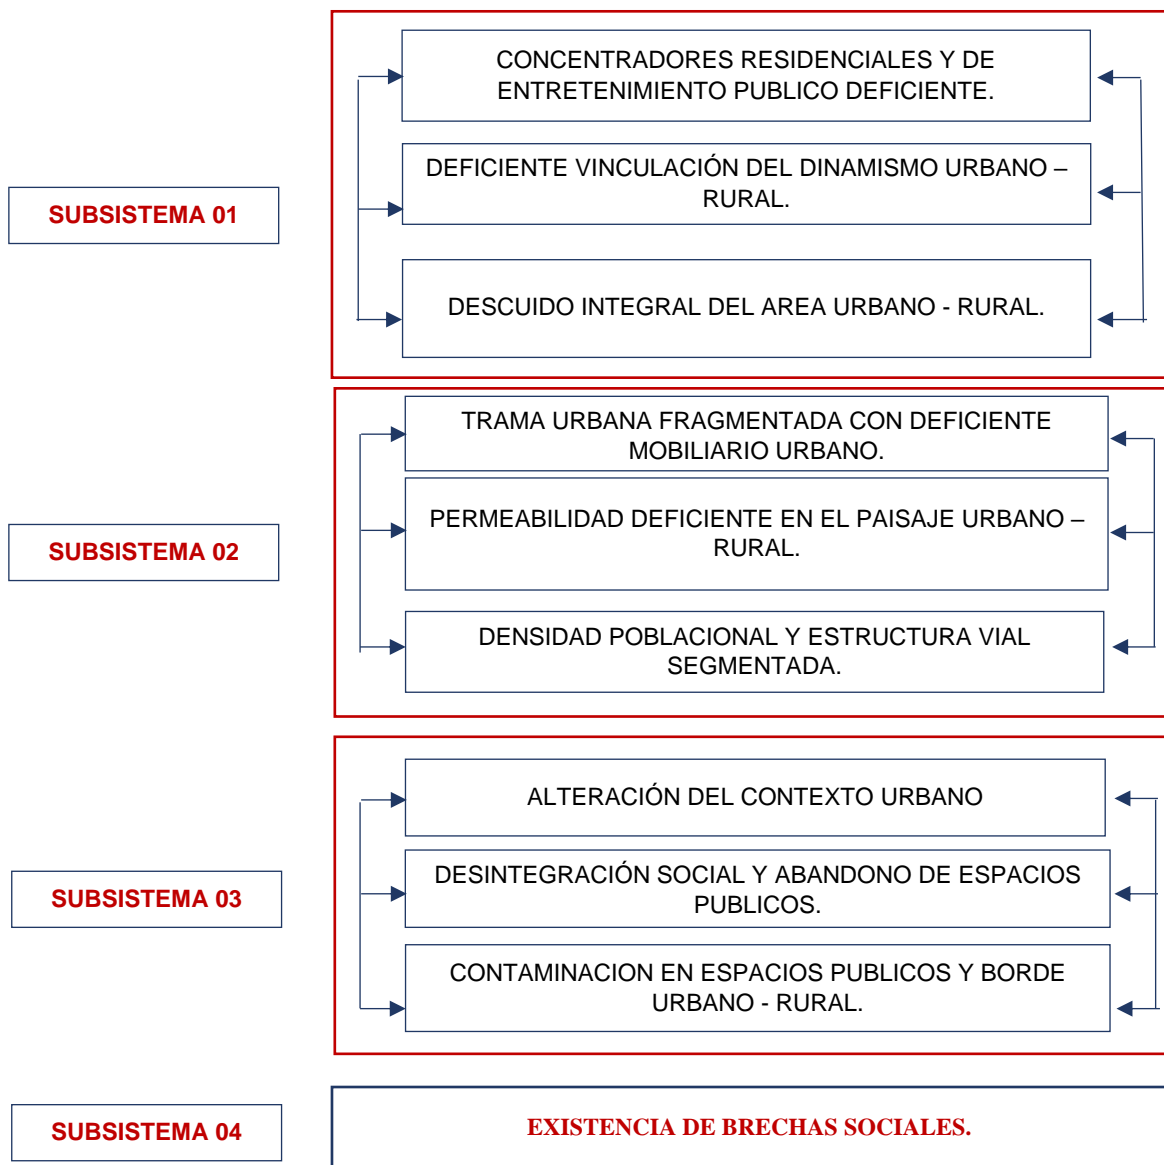 CONCENTRADORES RESIDENCIALES Y DE
ENTRETENIMIENTO PUBLICO DEFICIENTE.
DEFICIENTE VINCULACIÓN DEL DINAMISMO URBANO –
RURAL.
SUBSISTEMA 01
DESCUIDO INTEGRAL DEL AREA URBANO - RURAL.
TRAMA URBANA FRAGMENTADA CON DEFICIENTE
MOBILIARIO URBANO.
PERMEABILIDAD DEFICIENTE EN EL PAISAJE URBANO –
RURAL.
SUBSISTEMA 02
DENSIDAD POBLACIONAL Y ESTRUCTURA VIAL
SEGMENTADA.
ALTERACIÓN DEL CONTEXTO URBANO
DESINTEGRACIÓN SOCIAL Y ABANDONO DE ESPACIOS
PUBLICOS.
SUBSISTEMA 03
CONTAMINACION EN ESPACIOS PUBLICOS Y BORDE
URBANO - RURAL.
SUBSISTEMA 04
EXISTENCIA DE BRECHAS SOCIALES.